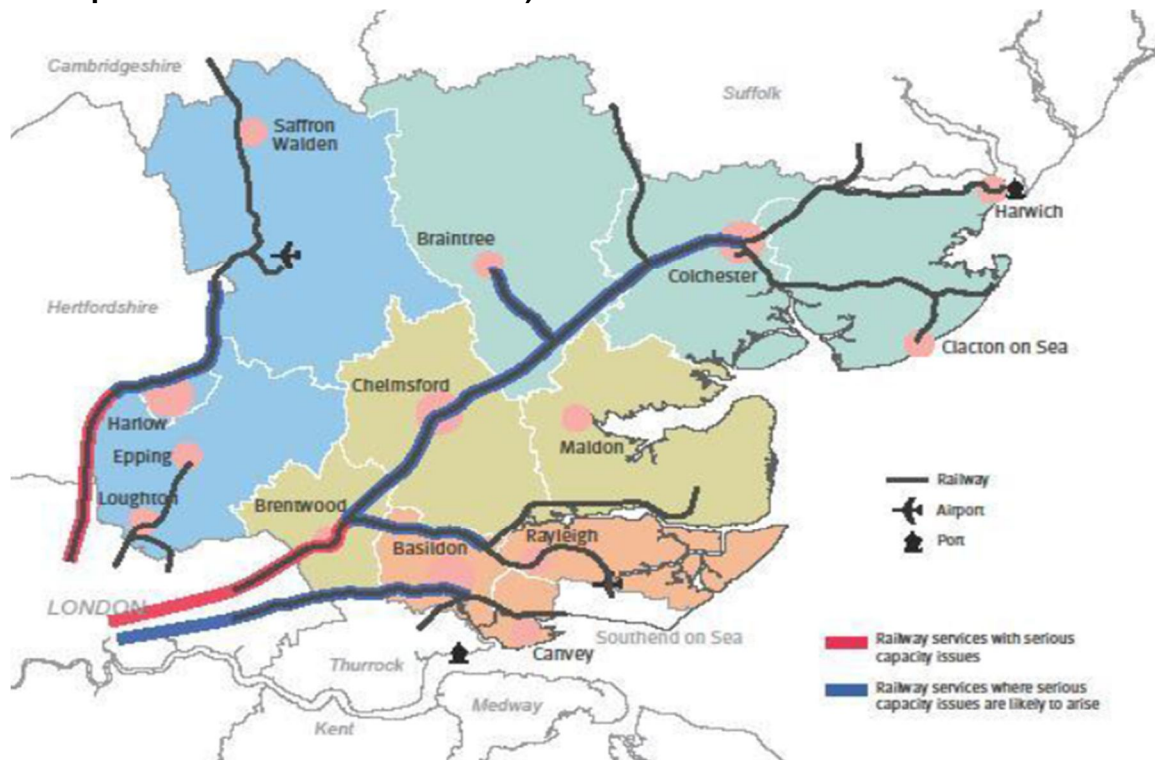 Cambridgeshire
Suffolk
Saffron
Walden
Harwich
Braintree
Colchester
Hertfordshire
Clacton on Sea
Chelmsford
Harlow
Maldon
Epping
Loughton
Brentwood
Railway
Airport
Port
Rayleigh
Basildon
LONDON
Southend on Sea
Canvey
Thurrock
Medway
Kent
Railway services with serious
capacity issues
Railway services where serious
capacity issues are likely to arise